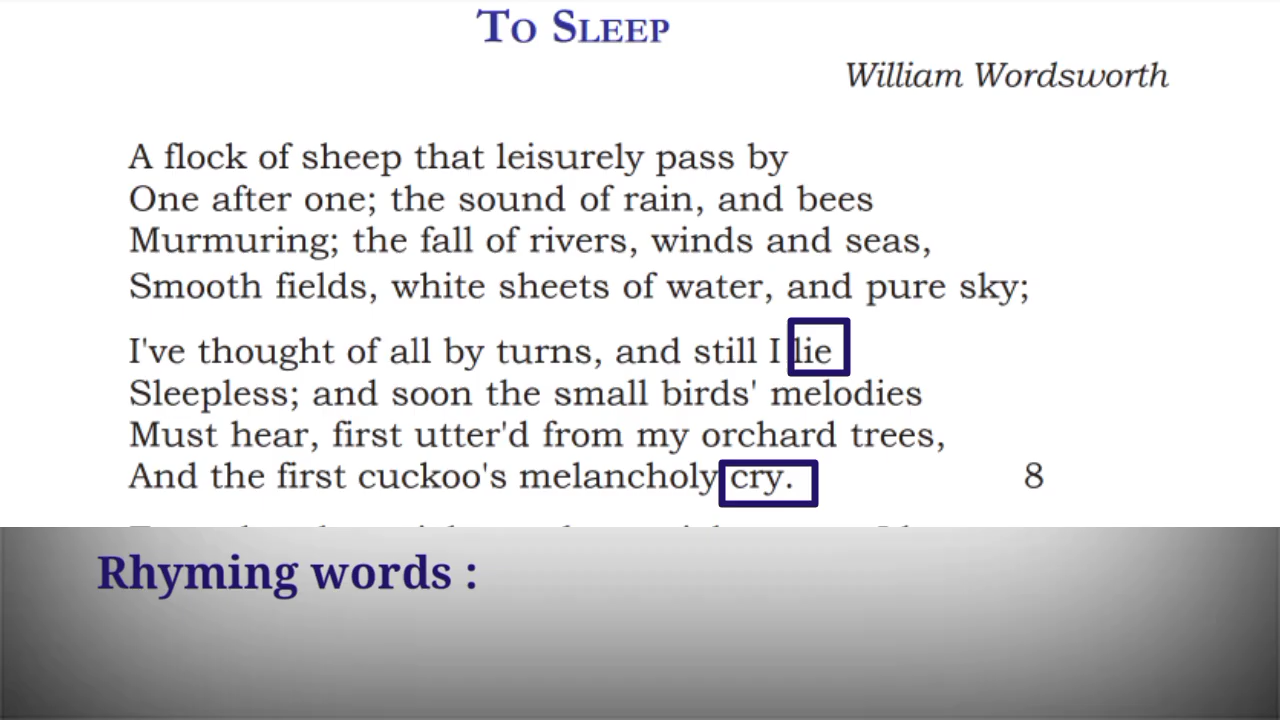 TO SLEEP
William Wordsworth
A flock of sheep that leisurely pass by
One after one; the sound of rain, and bees
Murmuring; the fall of rivers, winds and seas,
Smooth fields, white sheets of water, and pure sky;
I've thought of all by turns, and still I lie
Sleepless; and soon the small birds' melodies
Must hear, first utter'd from my orchard trees,
And the first cuckoo's melancholy cry. 8
Rhyming words :